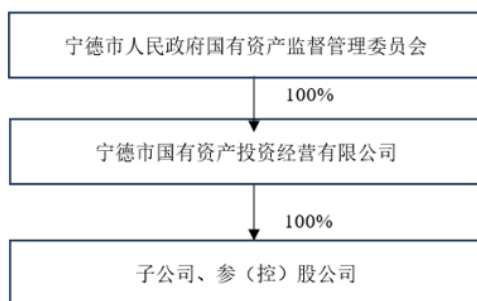 宁德市人民政府国有资产监督管理委员会
100%
宁德市国有资产投资经营有限公司
100%
子公司、参（控）股公司